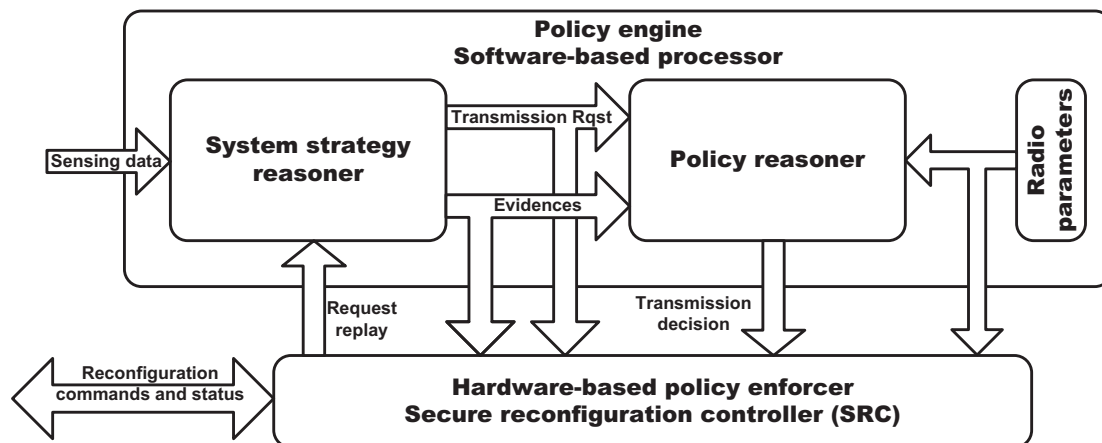 Policy engine
Software-based processor
Sensing data
System strategy
reasoner
Transmission Rqst
Evidences
Policy reasoner
Radio
parameters
Request
replay
Transmission
decision
Reconfiguration
commands and status
Hardware-based policy enforcer
Secure reconfiguration controller (SRC)